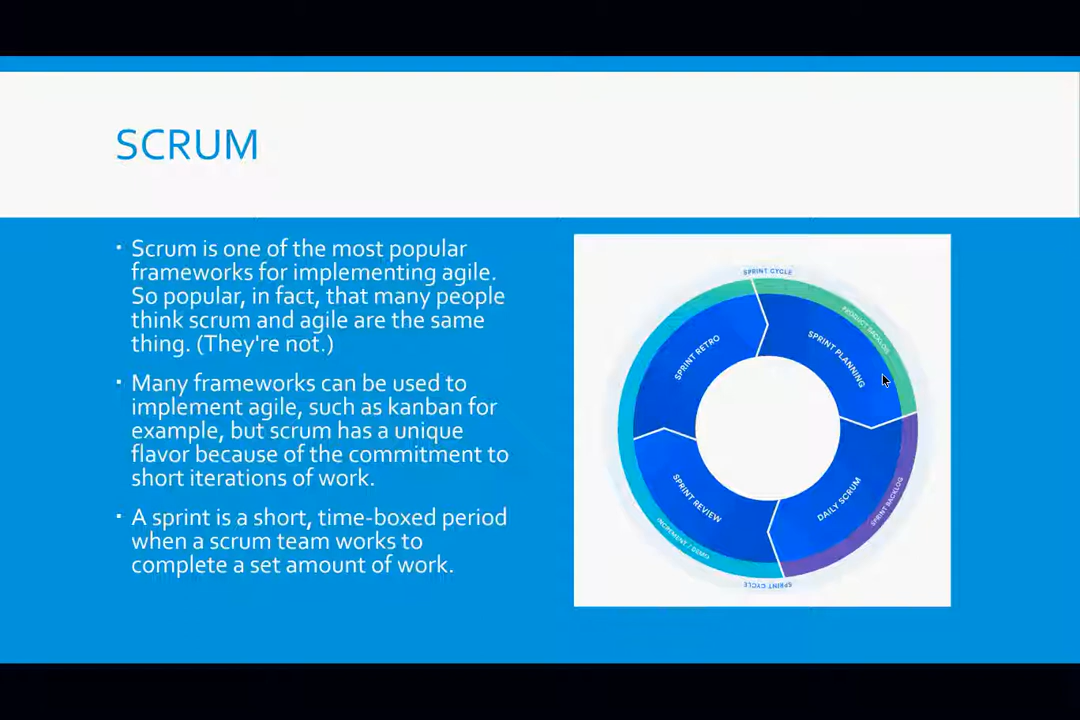 SCRUM
Scrum is one of the most popular
frameworks for implementing agile.
So popular, in fact, that many people
think scrum and agile are the same
thing. (They're not.)
Many frameworks can be used to
implement agile, such as kanban for
example, but scrum has a unique
flavor because of the commitment to
short iterations of work.
A sprint is a short, time-boxed period
when a scrum team works to
complete a set amount of work.
SPRINT CYCLE
PRODUCT BACKLOG
SPRINT RETRO
SPRINT PLANNING
SPRINT REVIEW
DAILY SCRUM
SPRINT BACKLOG
INCREMENT / DEMO
SPRINT CYCLE